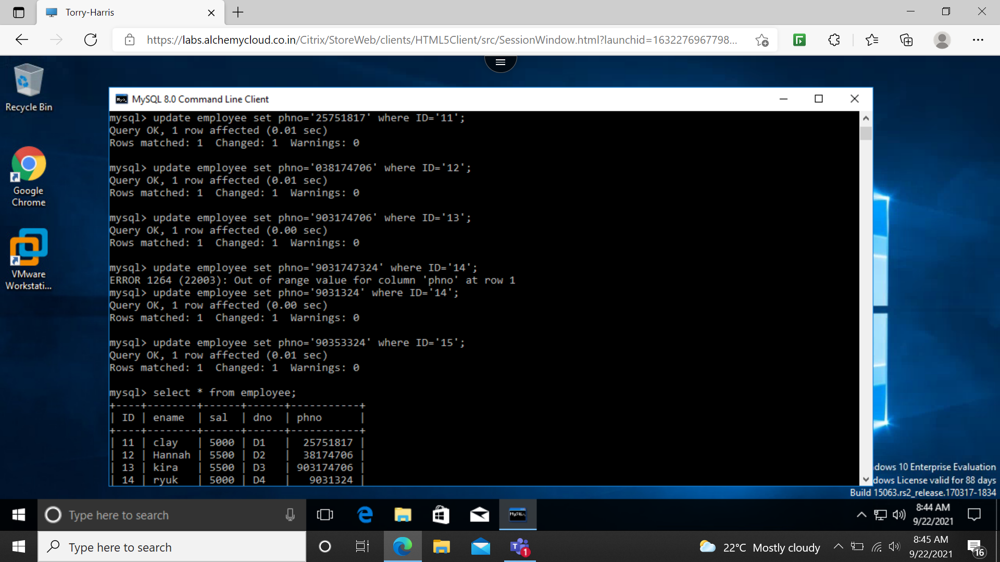 Torry-Harris
https://labs.alchemycloud.co.in/Citrix/StoreWeb/clients/HTML5Client/src/SessionWindow.html?launchid=1632276967798...
Recycle Bin
Google
Chrome
VMware
Workstati...
MySQL 8.0 Command Line Client
mysql> update employee set phno='25751817' where ID='11';
Query OK, 1 row affected (0.01 sec)
Rows matched: 1  Changed: 1  Warnings: 0
mysql> update employee set phno='038174706' where ID='12';
Query OK, 1 row affected (0.01 sec)
Rows matched: 1  Changed: 1  Warnings: 0
mysql> update employee set phno='903174706' where ID='13';
Query OK, 1 row affected (0.00 sec)
Rows matched: 1  Changed: 1  Warnings: 0
mysql> update employee set phno='9031747324' where ID='14';
ERROR 1264 (22003): Out of range value for column 'phno' at row 1
mysql> update employee set phno='9031324' where ID='14';
Query OK, 1 row affected (0.00 sec)
Rows matched: 1  Changed: 1  Warnings: 0
mysql> update employee set phno='90353324' where ID='15';
Query OK, 1 row affected (0.01 sec)
Rows matched: 1  Changed: 1  Warnings: 0
mysql> select * from employee;
+----+--------+------+------+-----------+
| ID | ename  | sal  | dno  | phno      |
+----+--------+------+------+-----------+
| 11 | clay   | 5000 | D1   |  25751817 |
| 12 | Hannah | 5500 | D2   |  38174706 |
| 13 | kira   | 5500 | D3   | 903174706 |
| 14 | ryuk   | 5000 | D4   |   9031324 |
dows 10 Enterprise Evaluation
dows License valid for 88 days
Build 15063.rs2_release.170317-1834
Type here to search
8:44 AM
9/22/2021
Type here to search
1
22°C Mostly cloudy
8:45 AM
9/22/2021
16